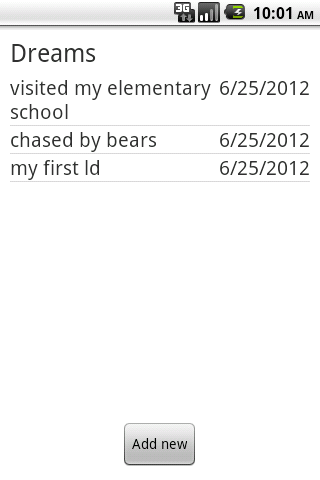 3G 10:01 AM
Dreams
visited my elementary 6/25/2012
school
chased by bears 6/25/2012
my first ld 6/25/2012
Add new